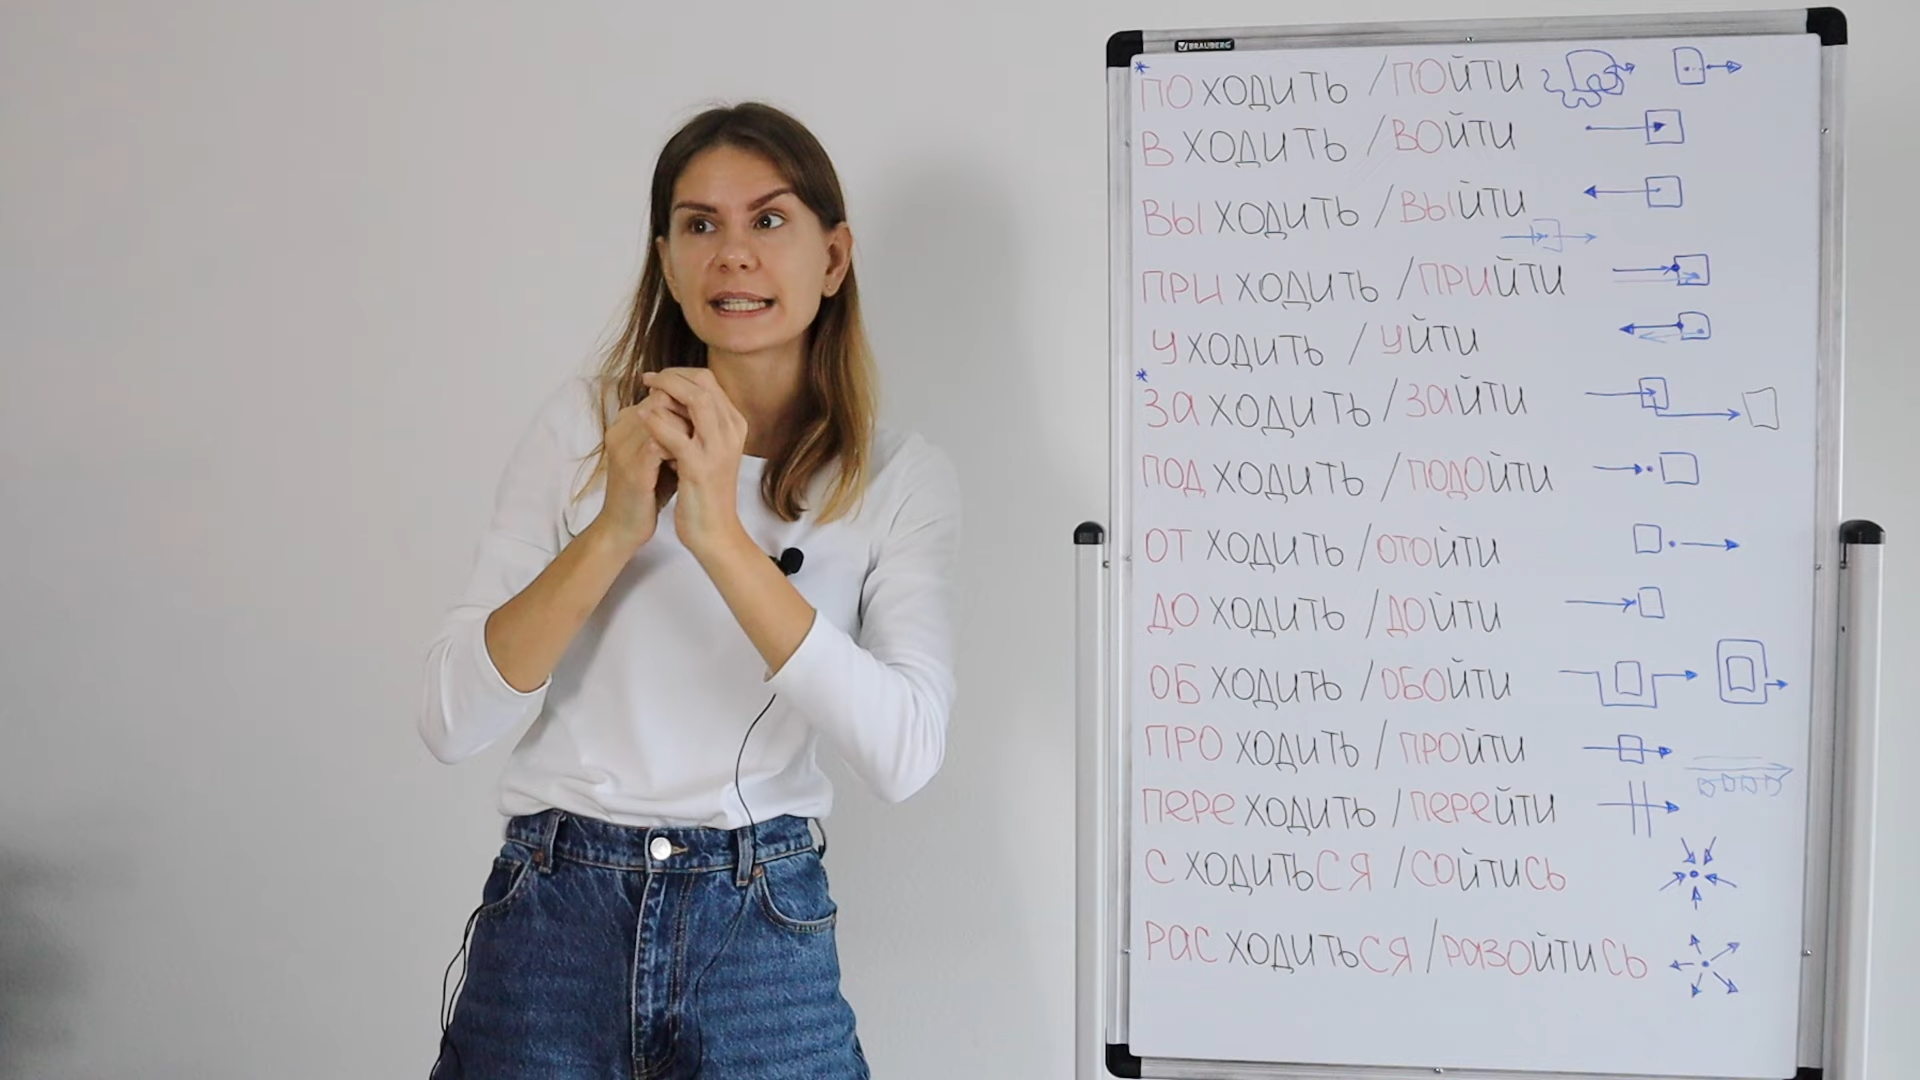 BRAUBERG
*ПОХОДИТЬ / ПОЙТИ
ВХОДИТЬ / ВОЙТИ
ВЫХОДИТЬ / ВЫЙТИ
ПРИХОДИТЬ / ПРИЙТИ
УХОДИТЬ / УЙТИ
*ЗАХОДИТЬ / ЗАЙТИ
ПОДХОДИТЬ / ПОДОЙТИ
ОТХОДИТЬ / ОТОЙТИ
ДОХОДИТЬ / ДОЙТИ
ОБХОДИТЬ / ОБОЙТИ
ПРОХОДИТЬ / ПРОЙТИ
ПЕРЕХОДИТЬ / ПЕРЕЙТИ
СХОДИТЬСЯ / СОЙТИСЬ
РАСХОДИТЬСЯ / РАЗОЙТИСЬ